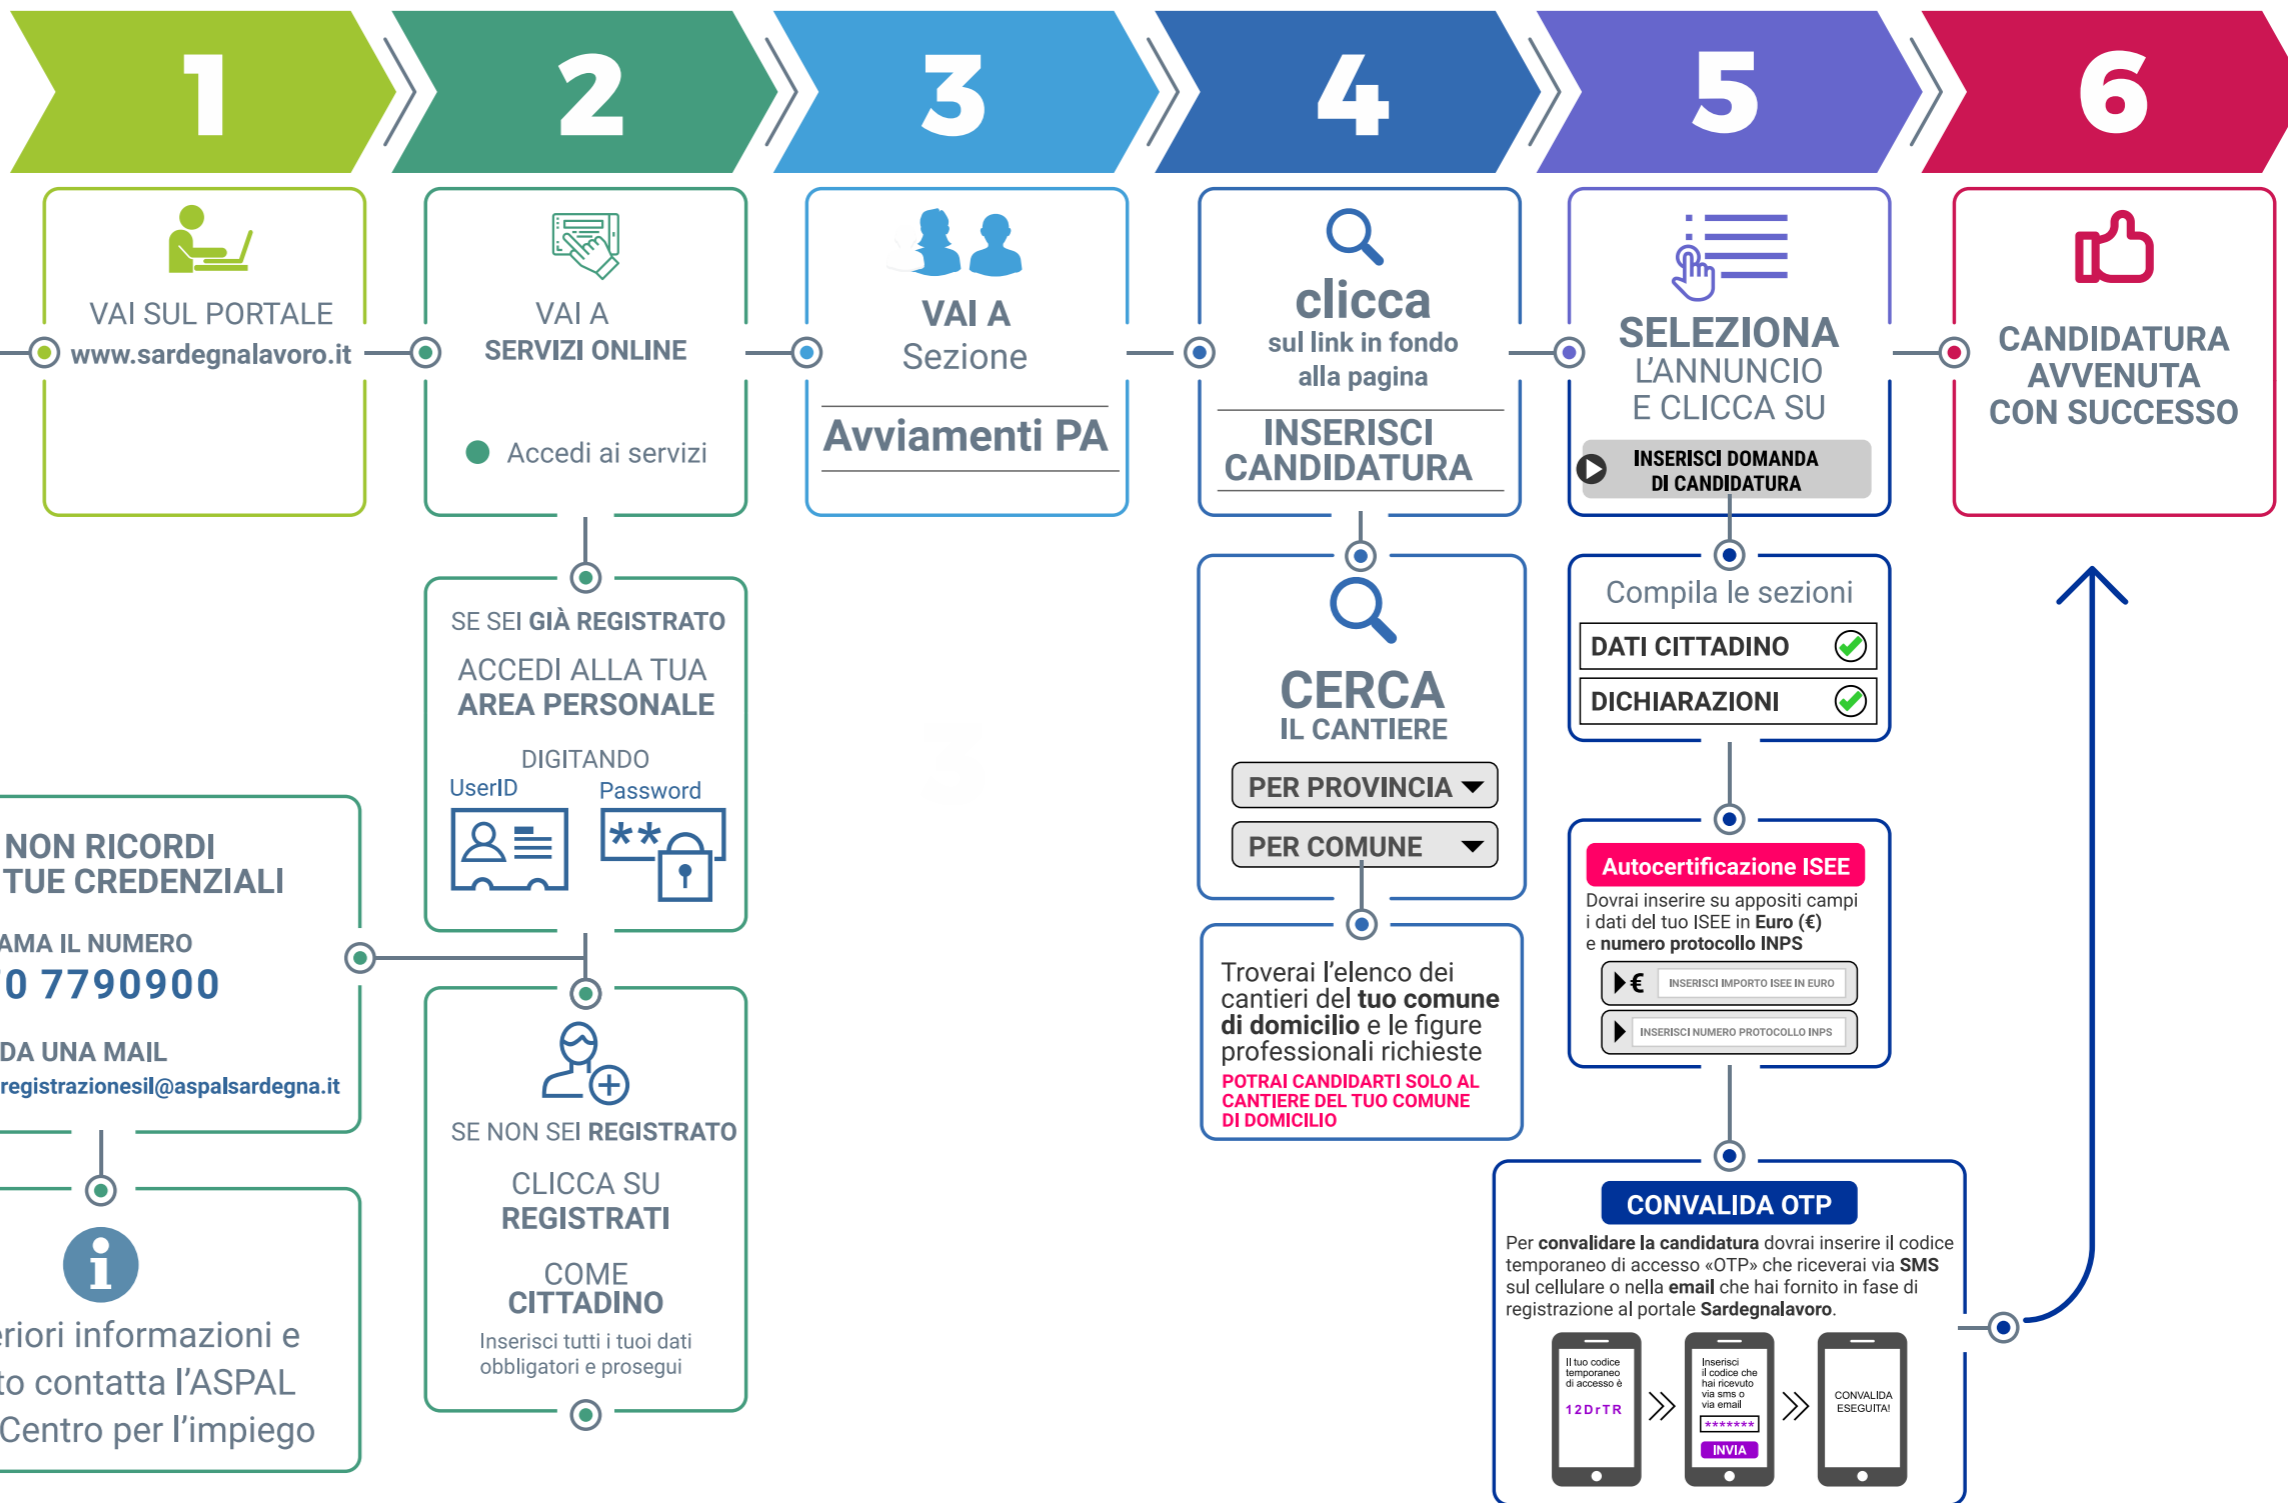 1
2
3
4
5
6
VAI SUL PORTALE
www.sardegnalavoro.it
VAI A
SERVIZI ONLINE
Accedi ai servizi
VAI A
Sezione
Avviamenti PA
clicca
sul link in fondo
alla pagina
INSERISCI
CANDIDATURA
SELEZIONA
L'ANNUNCIO
E CLICCA SU
INSERISCI DOMANDA
DI CANDIDATURA
CANDIDATURA
AVVENUTA
CON SUCCESSO
SE SEI GIÀ REGISTRATO
ACCEDI ALLA TUA
AREA PERSONALE
DIGITANDO
UserID
Password
**
NON RICORDI
TUE CREDENZIALI
AMA IL NUMERO
0 7790900
DA UNA MAIL
registrazionesil@aspalsardegna.it
eriori informazioni e
to contatta l'ASPAL
Centro per l'impiego
SE NON SEI REGISTRATO
CLICCA SU
REGISTRATI
COME
CITTADINO
Inserisci tutti i tuoi dati
obbligatori e prosegui
CERCA
IL CANTIERE
PER PROVINCIA
PER COMUNE
Troverai l'elenco dei
cantieri del tuo comune
di domicilio e le figure
professionali richieste
POTRAI CANDIDARTI SOLO AL
CANTIERE DEL TUO COMUNE
DI DOMICILIO
Compila le sezioni
DATI CITTADINO
DICHIARAZIONI
Autocertificazione ISEE
Dovrai inserire su appositi campi
i dati del tuo ISEE in Euro (€)
e numero protocollo INPS
€ INSERISCI IMPORTO ISEE IN EURO
INSERISCI NUMERO PROTOCOLLO INPS
CONVALIDA OTP
Per convalidare la candidatura dovrai inserire il codice
temporaneo di accesso «OTP» che riceverai via SMS
sul cellulare o nella email che hai fornito in fase di
registrazione al portale Sardegnalavoro.
Il tuo codice
temporaneo
di accesso è
12DrTR
Inserisci
il codice che
hai ricevuto
via sms o
via email
*******
INVIA
CONVALIDA
ESEGUITA!